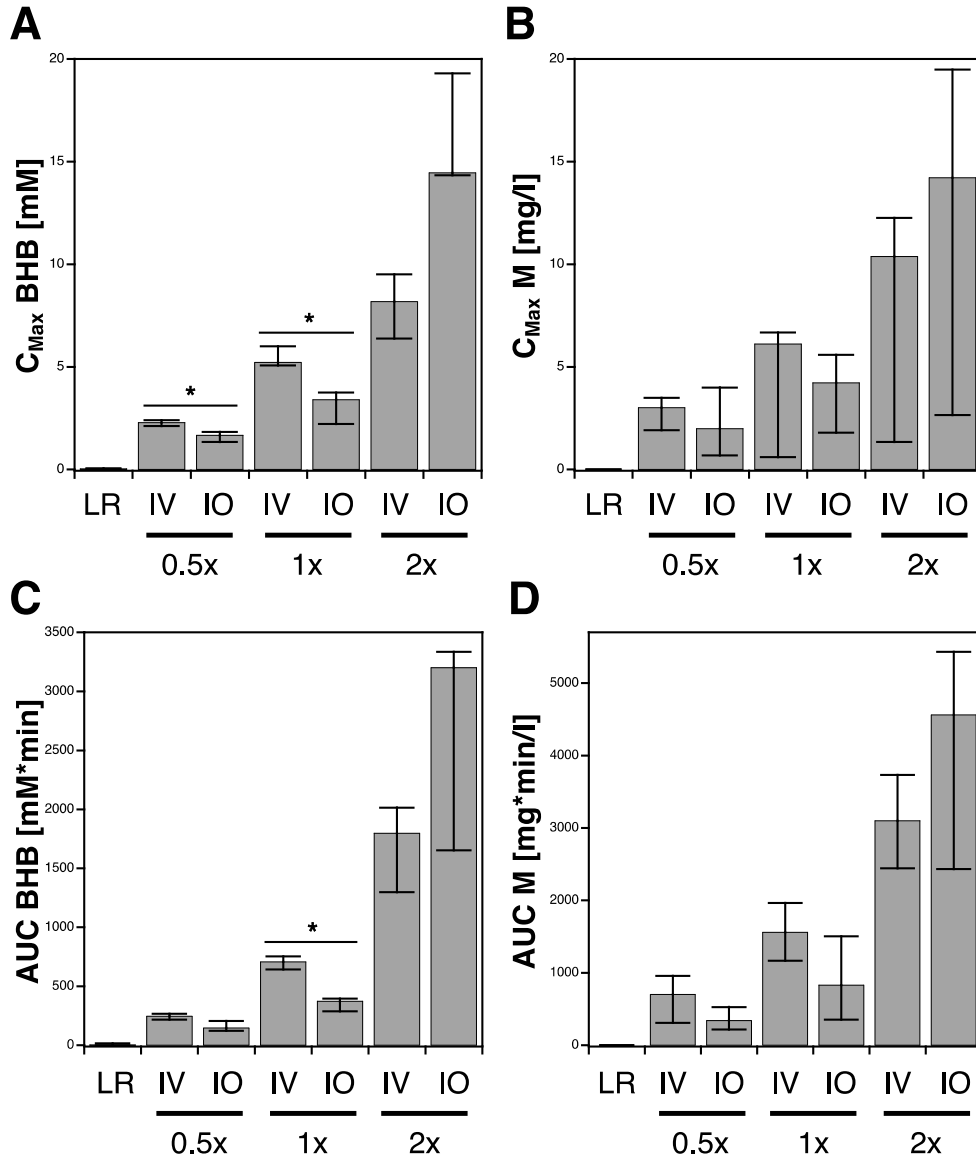 A
C_Max BHB [mM]
20
15
10
5
0
*
*
LR IV IO IV IO IV IO
0.5x 1x 2x
B
C_Max M [mg/l]
20
15
10
5
0
LR IV IO IV IO IV IO
0.5x 1x 2x
C
AUC BHB [mM*min]
3500
3000
2500
2000
1500
1000
500
0
*
LR IV IO IV IO IV IO
0.5x 1x 2x
D
AUC M [mg*min/l]
5000
4000
3000
2000
1000
0
LR IV IO IV IO IV IO
0.5x 1x 2x